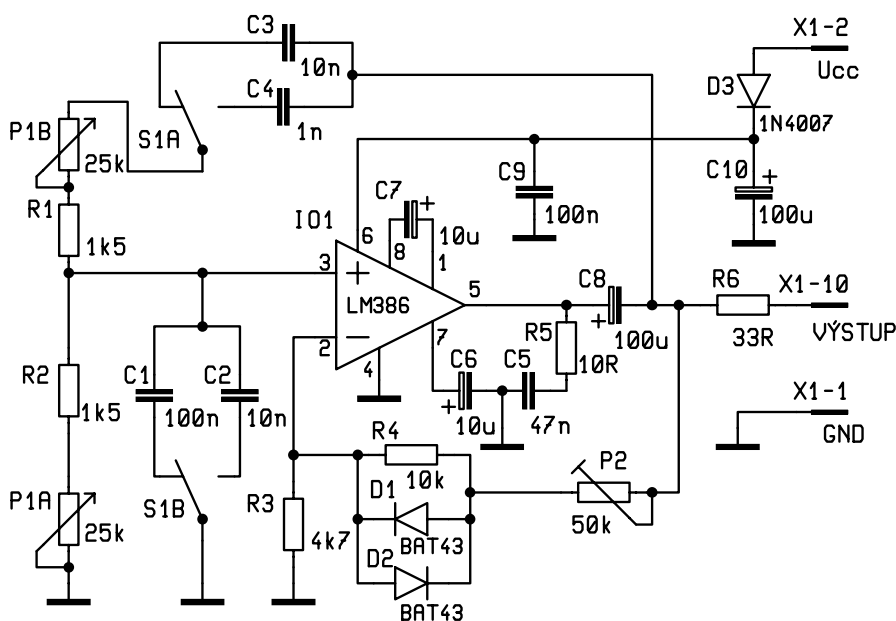 C3
10n
C4
1n
S1A
P1B
25k
R1
1k5
X1-2
Ucc
D3
1N4007
C9
100n
C10
+
100u
C7
+
10u
IO1
6
8
1
3
+
LM386
5
7
2
−
4
C8
+
100u
R6
33R
X1-10
VÝSTUP
R5
10R
C6
+
10u
C5
47n
R2
1k5
C1
100n
C2
10n
X1-1
GND
R4
10k
P2
50k
D1
BAT43
D2
BAT43
R3
4k7
S1B
P1A
25k